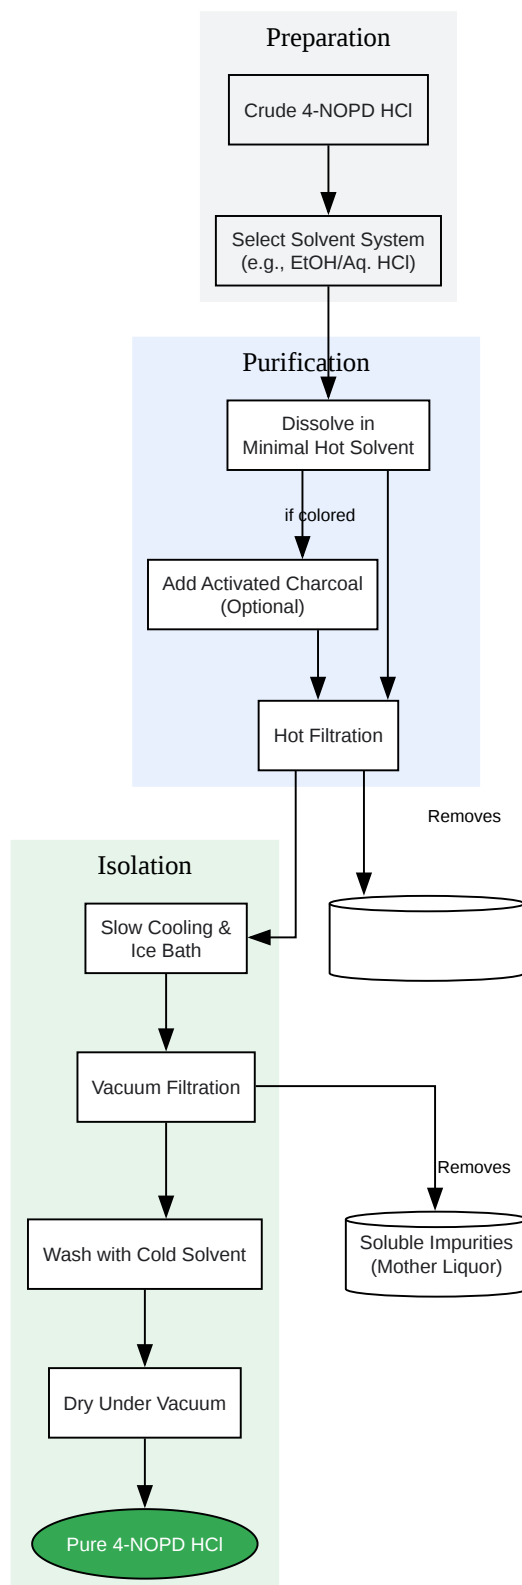 Preparation
Crude 4-NOPD HCl
Select Solvent System
(e.g., EtOH/Aq. HCl)
Purification
Dissolve in
Minimal Hot Solvent
if colored
Add Activated Charcoal
(Optional)
Hot Filtration
Removes
Isolation
Slow Cooling &
Ice Bath
Vacuum Filtration
Removes
Soluble Impurities
(Mother Liquor)
Wash with Cold Solvent
Dry Under Vacuum
Pure 4-NOPD HCl